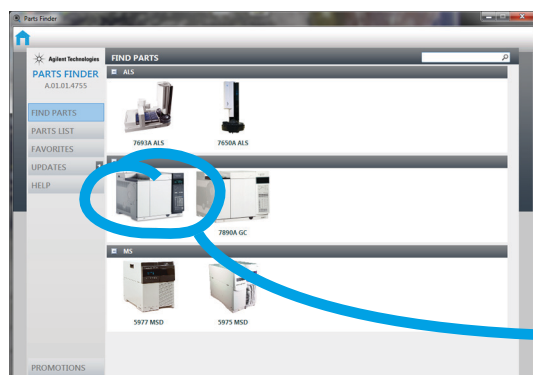 Parts Finder
Agilent Technologies
PARTS FINDER
A.01.01.4755
FIND PARTS
PARTS LIST
FAVORITES
UPDATES
HELP
PROMOTIONS
FIND PARTS
ALS
7693A ALS 7650A ALS
7890A GC
MS
5977 MSD 5975 MSD